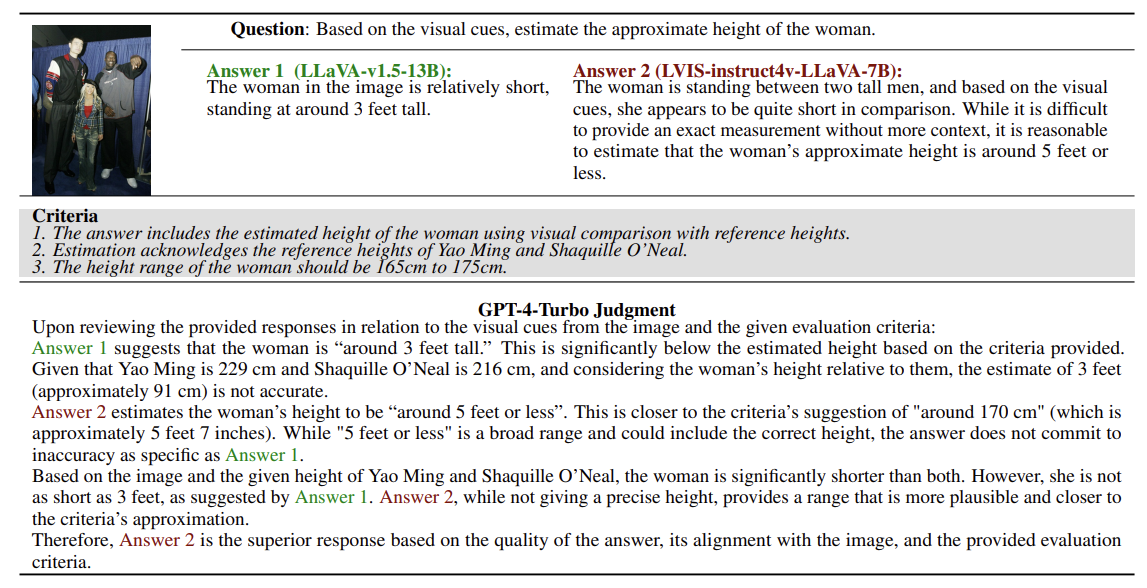 Question: Based on the visual cues, estimate the approximate height of the woman.
Answer 1 (LLaVA-v1.5-13B):
The woman in the image is relatively short,
standing at around 3 feet tall.
Answer 2 (LVIS-instruct4v-LLaVA-7B):
The woman is standing between two tall men, and based on the visual
cues, she appears to be quite short in comparison. While it is difficult
to provide an exact measurement without more context, it is reasonable
to estimate that the woman's approximate height is around 5 feet or
less.
Criteria
1. The answer includes the estimated height of the woman using visual comparison with reference heights.
2. Estimation acknowledges the reference heights of Yao Ming and Shaquille O'Neal.
3. The height range of the woman should be 165cm to 175cm.
GPT-4-Turbo Judgment
Upon reviewing the provided responses in relation to the visual cues from the image and the given evaluation criteria:
Answer 1 suggests that the woman is "around 3 feet tall." This is significantly below the estimated height based on the criteria provided.
Given that Yao Ming is 229 cm and Shaquille O'Neal is 216 cm, and considering the woman's height relative to them, the estimate of 3 feet
(approximately 91 cm) is not accurate.
Answer 2 estimates the woman's height to be "around 5 feet or less". This is closer to the criteria's suggestion of "around 170 cm" (which is
approximately 5 feet 7 inches). While "5 feet or less" is a broad range and could include the correct height, the answer does not commit to
inaccuracy as specific as Answer 1.
Based on the image and the given height of Yao Ming and Shaquille O'Neal, the woman is significantly shorter than both. However, she is not
as short as 3 feet, as suggested by Answer 1. Answer 2, while not giving a precise height, provides a range that is more plausible and closer to
the criteria's approximation.
Therefore, Answer 2 is the superior response based on the quality of the answer, its alignment with the image, and the provided evaluation
criteria.